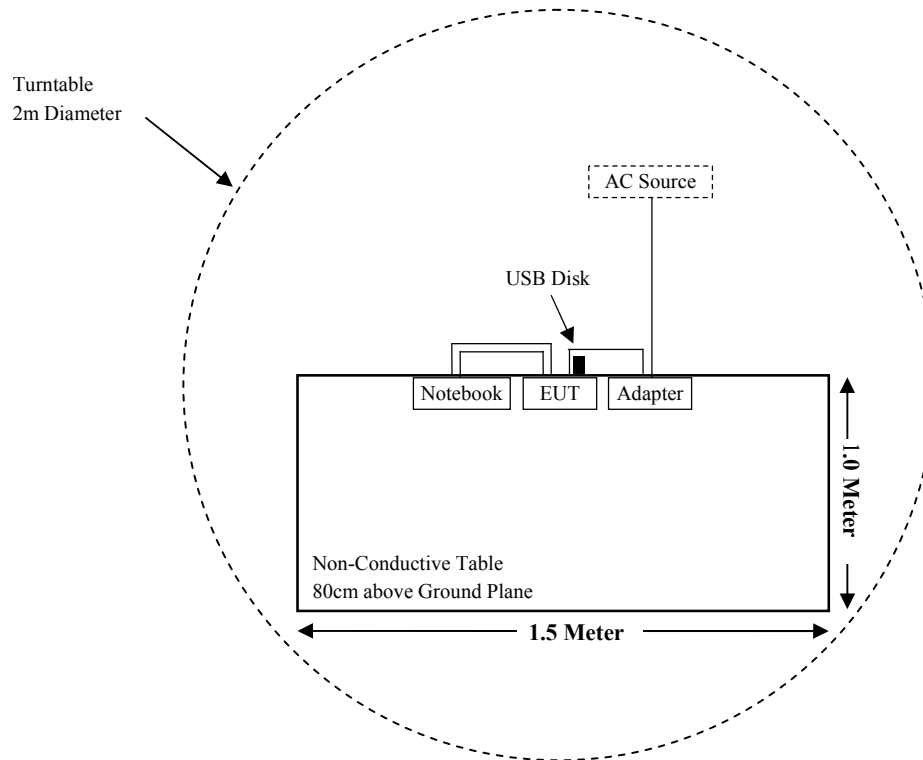 Turntable
2m Diameter
AC Source
USB Disk
Notebook
EUT
Adapter
1.0 Meter
Non-Conductive Table
80cm above Ground Plane
1.5 Meter